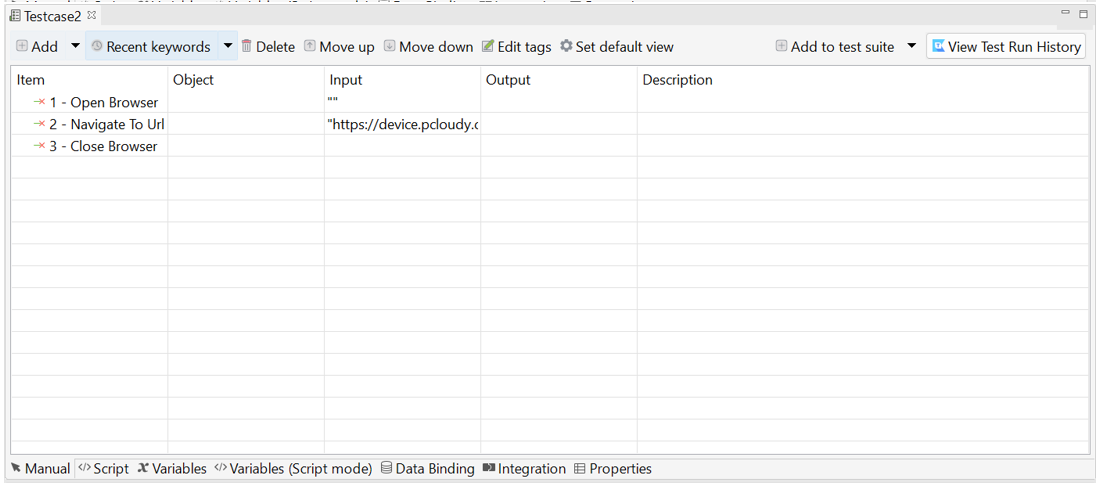 Testcase2
Add Recent keywords Delete Move up Move down Edit tags Set default view Add to test suite View Test Run History
Item Object Input Output Description
1 - Open Browser ""
2 - Navigate To Url "https://device.pcloudy.c
3 - Close Browser
Manual Script Variables Variables (Script mode) Data Binding Integration Properties